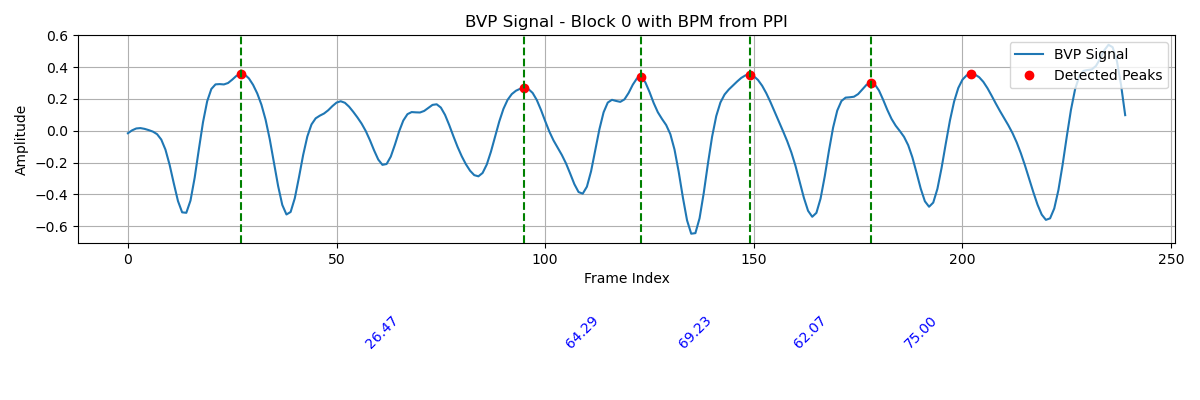 BVP Signal - Block 0 with BPM from PPI
Amplitude
0.6
0.4
0.2
0.0
−0.2
−0.4
−0.6
BVP Signal
Detected Peaks
0 50 100 150 200 250
Frame Index
26.47 64.29 69.23 62.07 75.00